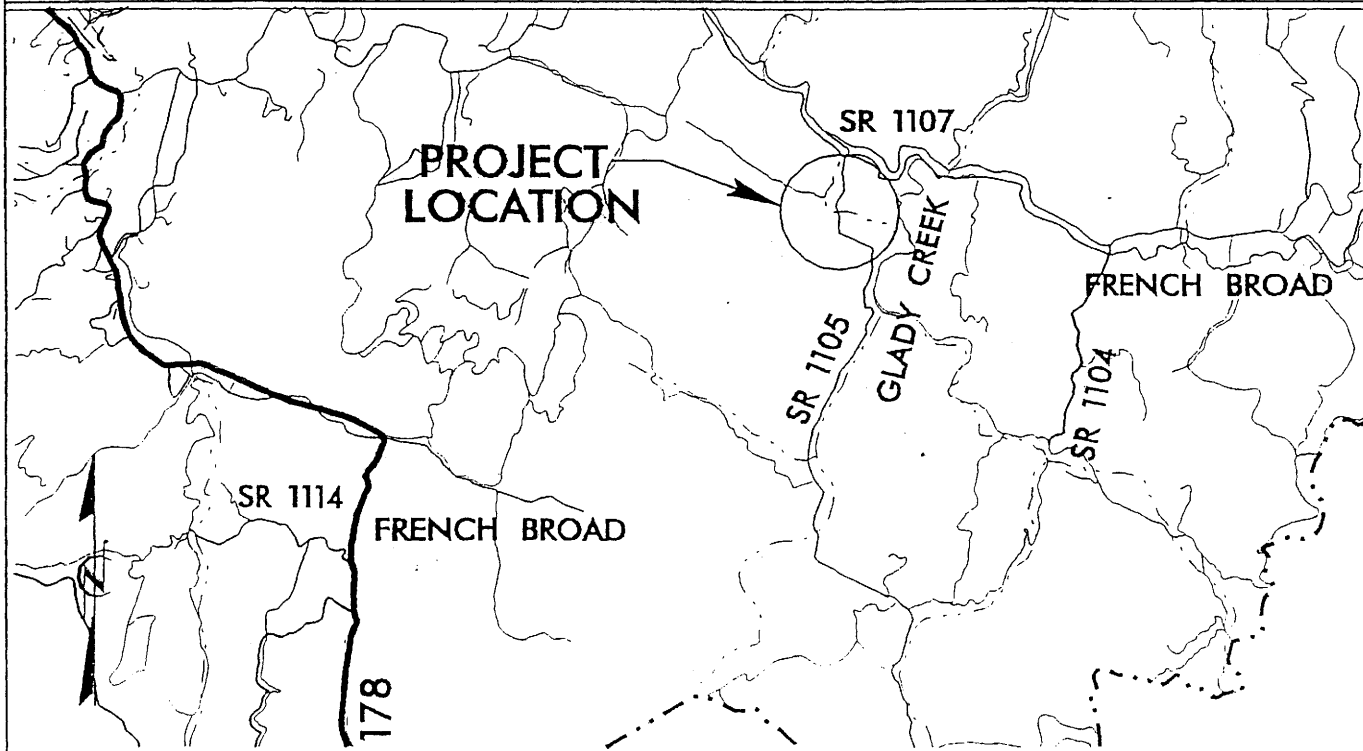 SR 1107
PROJECT
LOCATION
GLADY CREEK
FRENCH BROAD
SR 1105
SR 1104
SR 1114
FRENCH BROAD
N
178